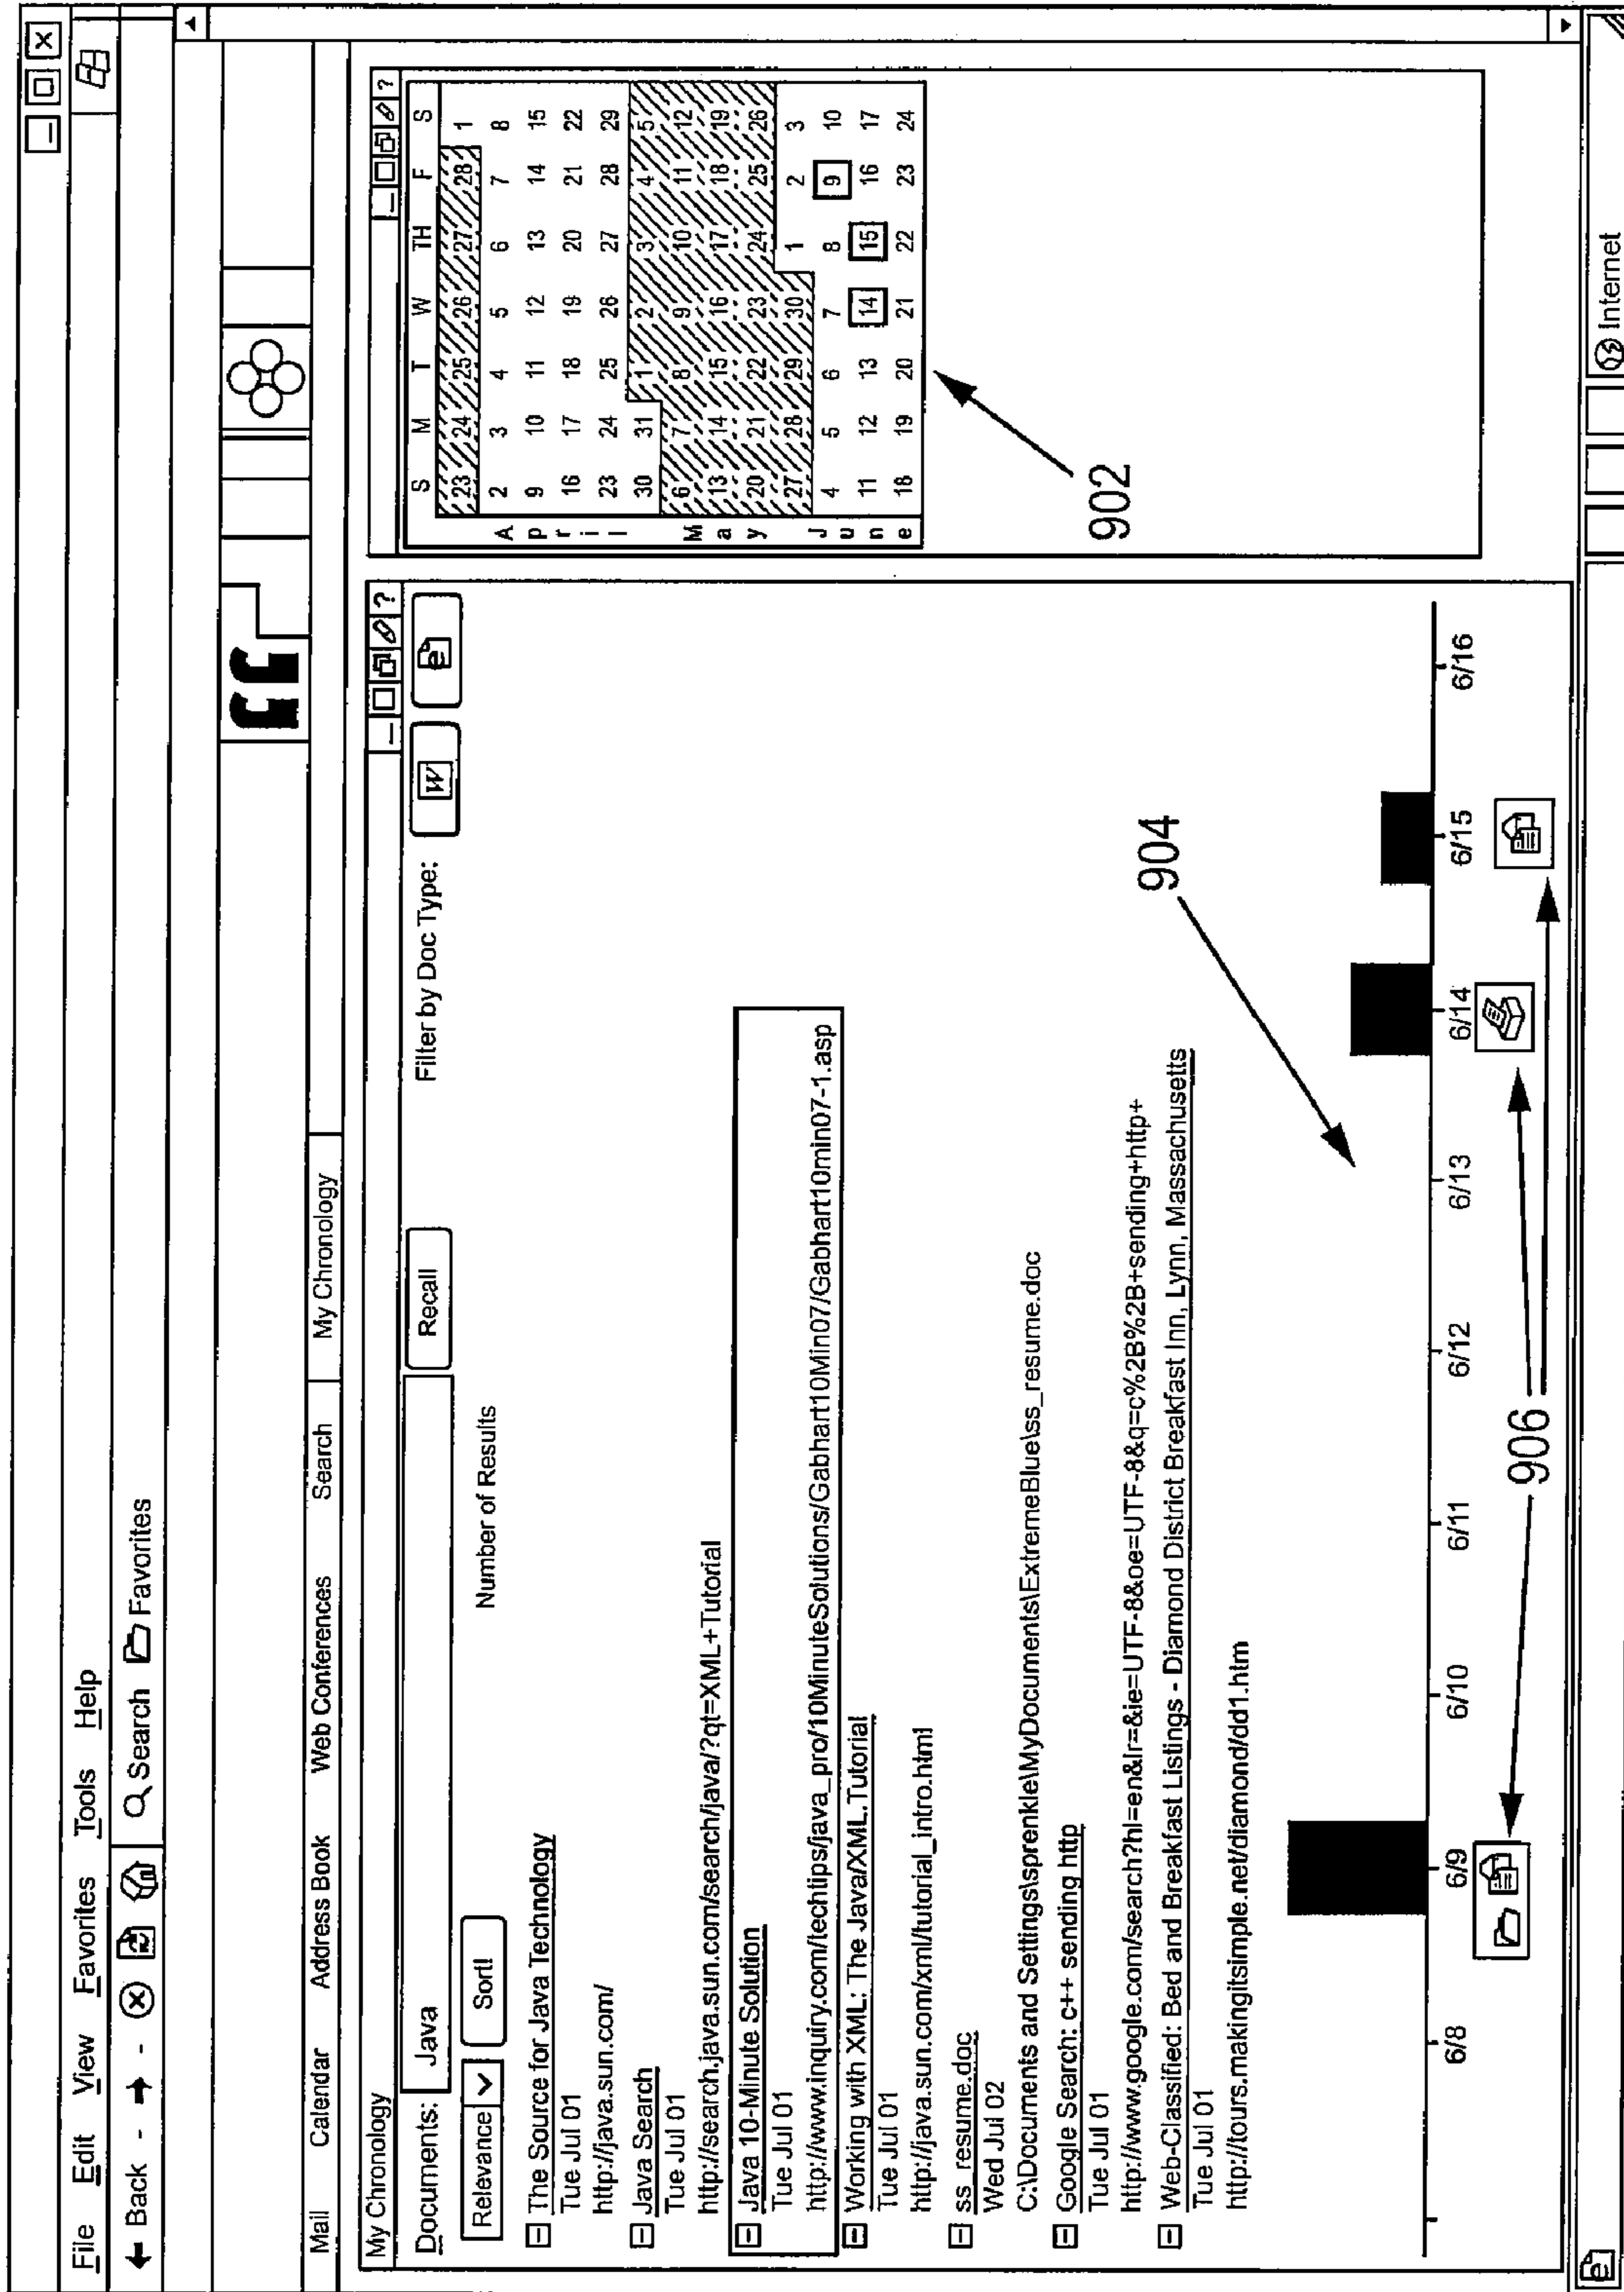 File Edit View Favorites Tools Help
Back Search Favorites
JJ
Mail Calendar Address Book Web Conferences Search My Chronology
My Chronology
Documents: Java Recall Filter by Doc Type: W e
Relevance Sort! Number of Results
The Source for Java Technology
Tue Jul 01
http://java.sun.com/
Java Search
Tue Jul 01
http://search.java.sun.com/search/java/?qt=XML+Tutorial
Java 10-Minute Solution
Tue Jul 01
http://www.inquiry.com/techtips/java_pro/10MinuteSolutions/Gabhart10Min07/Gabhart10min07-1.asp
Working with XML: The Java/XML.Tutorial
Tue Jul 01
http://java.sun.com/xml/tutorial_intro.html
ss_resume.doc
Wed Jul 02
C:\Documents and Settings\sprenkle\MyDocuments\ExtremeBlue\ss_resume.doc
Google Search: c++ sending http
Tue Jul 01
http://www.google.com/search?hl=en&lr=&ie=UTF-8&oe=UTF-8&q=c%2B%2B+sending+http+
Web-Classified: Bed and Breakfast Listings - Diamond District Breakfast Inn, Lynn, Massachusetts
Tue Jul 01
http://tours.makingitsimple.net/diamond/dd1.htm
904
6/8 6/9 6/10 6/11 6/12 6/13 6/14 6/15 6/16
906
?
?
S M T W TH F S
23 24 25 26 27 28 1
A 2 3 4 5 6 7 8
p 9 10 11 12 13 14 15
r 16 17 18 19 20 21 22
i 23 24 25 26 27 28 29
l 30 31 1 2 3 4 5
M 6 7 8 9 10 11 12
a 13 14 15 16 17 18 19
y 20 21 22 23 24 25 26
27 28 29 30 1 2 3
J 4 5 6 7 8 9 10
u n 11 12 13 14 15 16 17
e 18 19 20 21 22 23 24
902
e Internet